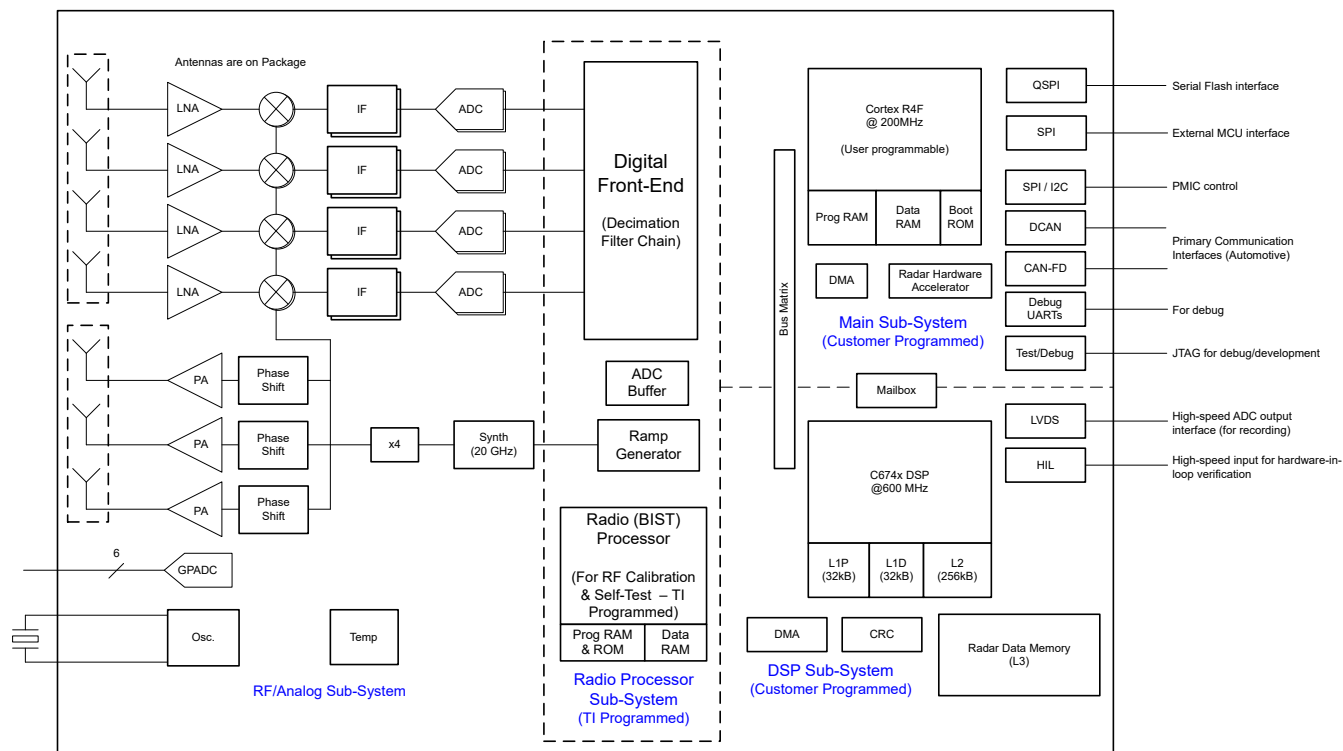 Antennas are on Package
LNA
IF
ADC
LNA
IF
ADC
LNA
IF
ADC
LNA
IF
ADC
PA
Phase
Shift
PA
Phase
Shift
PA
Phase
Shift
x4
Synth
(20 GHz)
6
GPADC
Osc.
Temp
RF/Analog Sub-System
Digital
Front-End
(Decimation
Filter Chain)
ADC
Buffer
Ramp
Generator
Radio (BIST)
Processor
(For RF Calibration
& Self-Test – TI
Programmed)
Prog RAM
& ROM
Data
RAM
Radio Processor
Sub-System
(TI Programmed)
Bus Matrix
Cortex R4F
@ 200MHz
(User programmable)
Prog RAM
Data
RAM
Boot
ROM
DMA
Radar Hardware
Accelerator
Main Sub-System
(Customer Programmed)
Mailbox
C674x DSP
@600 MHz
L1P
(32kB)
L1D
(32kB)
L2
(256kB)
DMA
CRC
DSP Sub-System
(Customer Programmed)
Radar Data Memory
(L3)
QSPI
Serial Flash interface
SPI
External MCU interface
SPI / I2C
PMIC control
DCAN
CAN-FD
Primary Communication
Interfaces (Automotive)
Debug
UARTs
For debug
Test/Debug
JTAG for debug/development
LVDS
High-speed ADC output
interface (for recording)
HIL
High-speed input for hardware-in-
loop verification